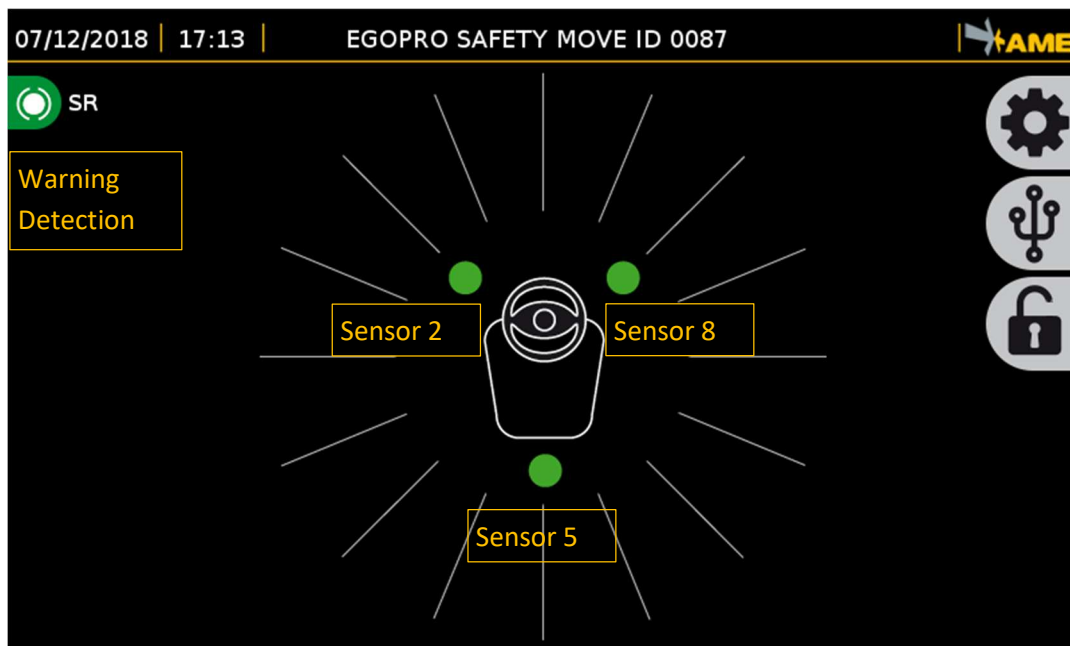 07/12/2018 17:13 EGOPRO SAFETY MOVE ID 0087 AME
SR
Warning
Detection
Sensor 2 Sensor 8
Sensor 5